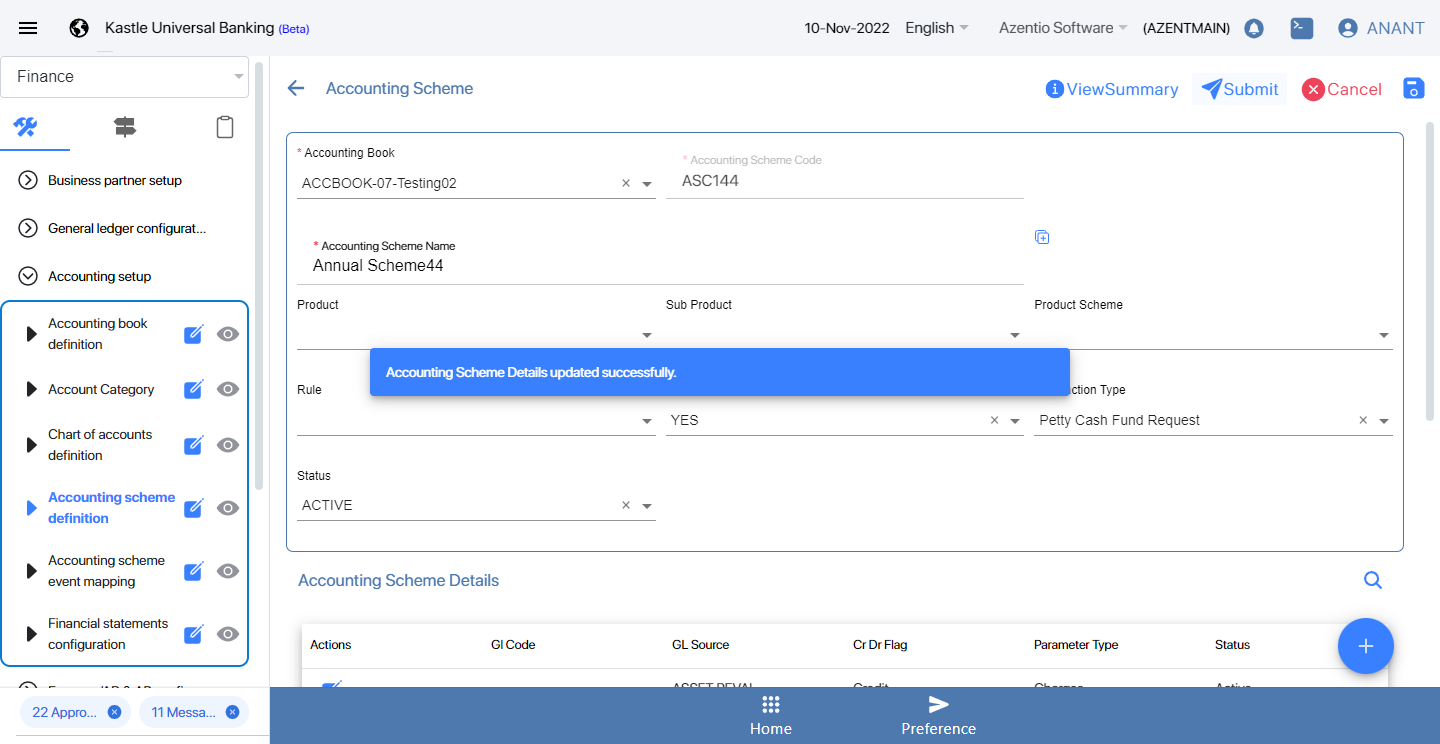 Kastle Universal Banking (Beta)
10-Nov-2022
English
Azentio Software
(AZENTMAIN)
ANANT
Finance
Business partner setup
General ledger configurat...
Accounting setup
Accounting book
definition
Account Category
Chart of accounts
definition
Accounting scheme
definition
Accounting scheme
event mapping
Financial statements
configuration
22 Appro...
11 Messa...
Accounting Scheme
ViewSummary
Submit
Cancel
* Accounting Book
ACCBOOK-07-Testing02
* Accounting Scheme Code
ASC144
* Accounting Scheme Name
Annual Scheme44
Product
Sub Product
Product Scheme
Accounting Scheme Details updated successfully.
Rule
ction Type
YES
Petty Cash Fund Request
Status
ACTIVE
Accounting Scheme Details
Actions
Gl Code
GL Source
Cr Dr Flag
Parameter Type
Status
ASSET REVAL
Credit
Charges
Active
Home
Preference